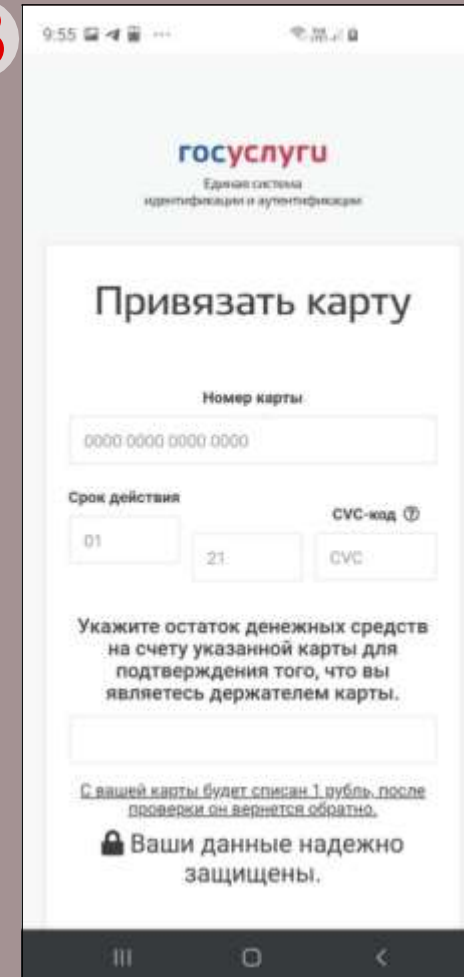 3
9:55
госуслуги
Единая система
идентификации и аутентификации
Привязать карту
Номер карты
0000 0000 0000 0000
Срок действия
CVC-код
01
21
CVC
Укажите остаток денежных средств
на счету указанной карты для
подтверждения того, что вы
являетесь держателем карты.
С вашей карты будет списан 1 рубль, после
проверки он вернется обратно.
Ваши данные надежно
защищены.